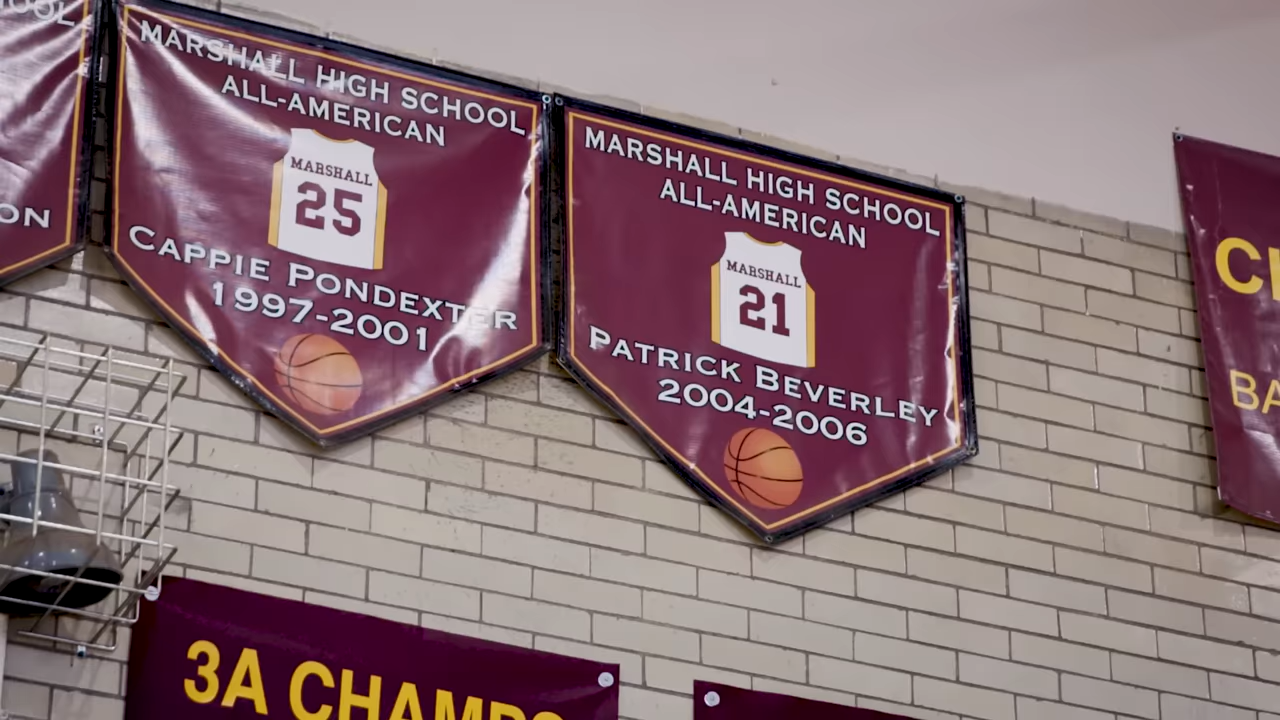 MARSHALL HIGH SCHOOL
ALL-AMERICAN
MARSHALL
25
CAPPIE PONDEXTER
1997-2001
MARSHALL HIGH SCHOOL
ALL-AMERICAN
MARSHALL
21
PATRICK BEVERLEY
2004-2006
3A CHAMPS